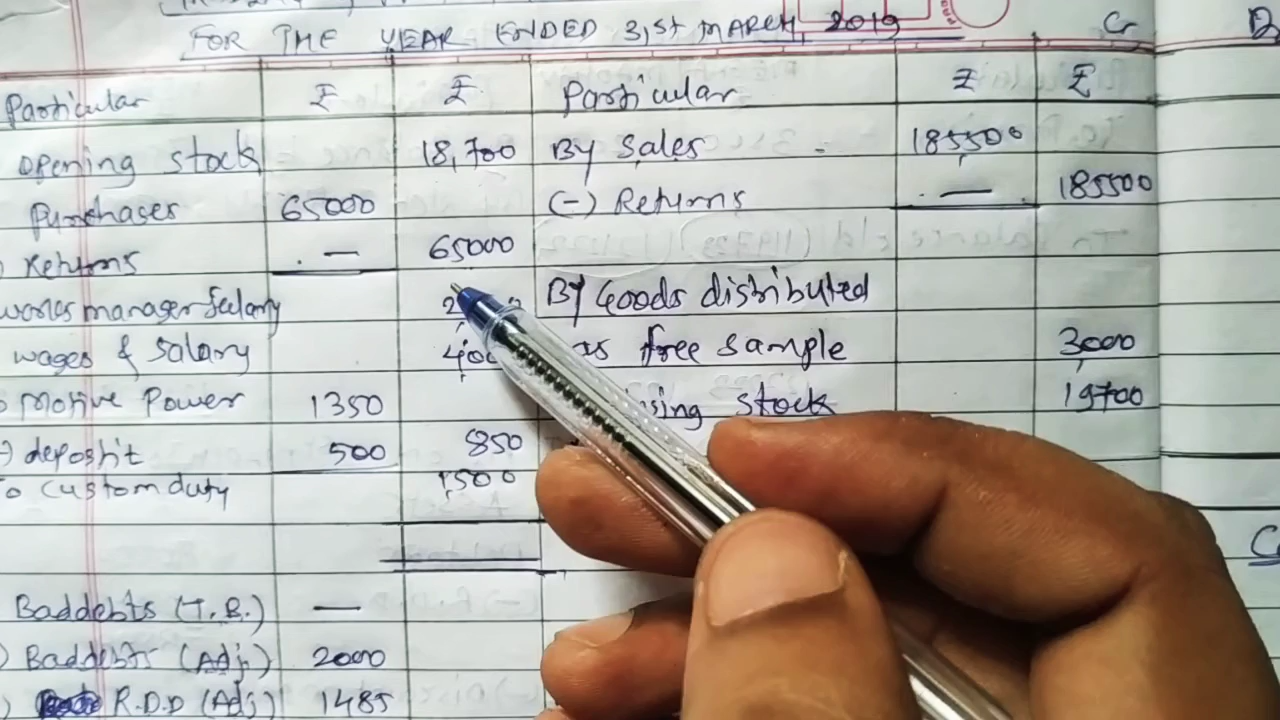 FOR THE YEAR ENDED 31ST MARCH, 2019
Cr
Particular ₹ ₹ Particular ₹ ₹
opening stock 18,700 By Sales 185500
purchases 65000 (-) Returns — 185500
Returns — 65000
works manager Salary By Goods distributed
wages & Salary as free sample 3,000
Motive Power 1350 stock 19700
deposit 500 850
Custom duty 1500
Baddebts (T.B.) —
Baddebts (Adj.) 2000
R.D.D (Adj) 1485